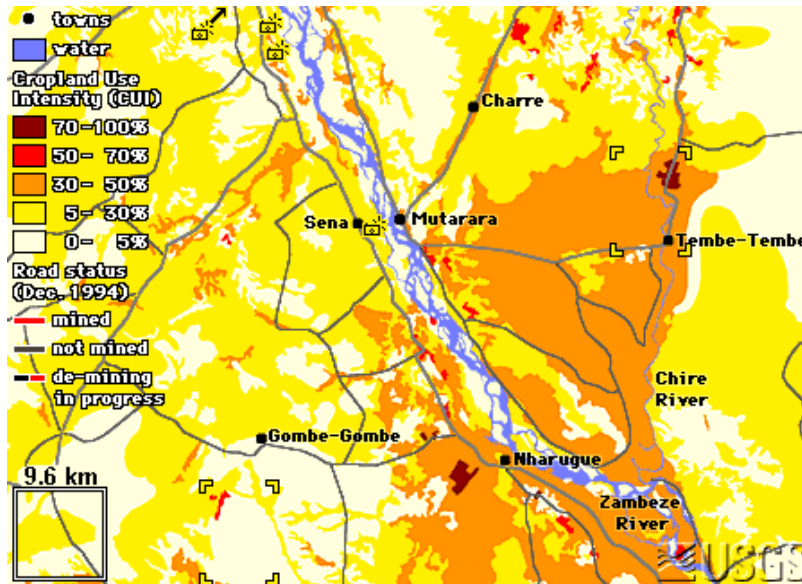 towns
water
Cropland Use
Intensity (CUI)
70-100%
50- 70%
30- 50%
5- 30%
0- 5%
Road status
(Dec. 1994)
mined
not mined
de-mining
in progress
9.6 km
Charre
Sena
Mutarara
Tembe-Tembe
Chire
River
Gombe-Gombe
Nharugue
Zambeze
River
USGS